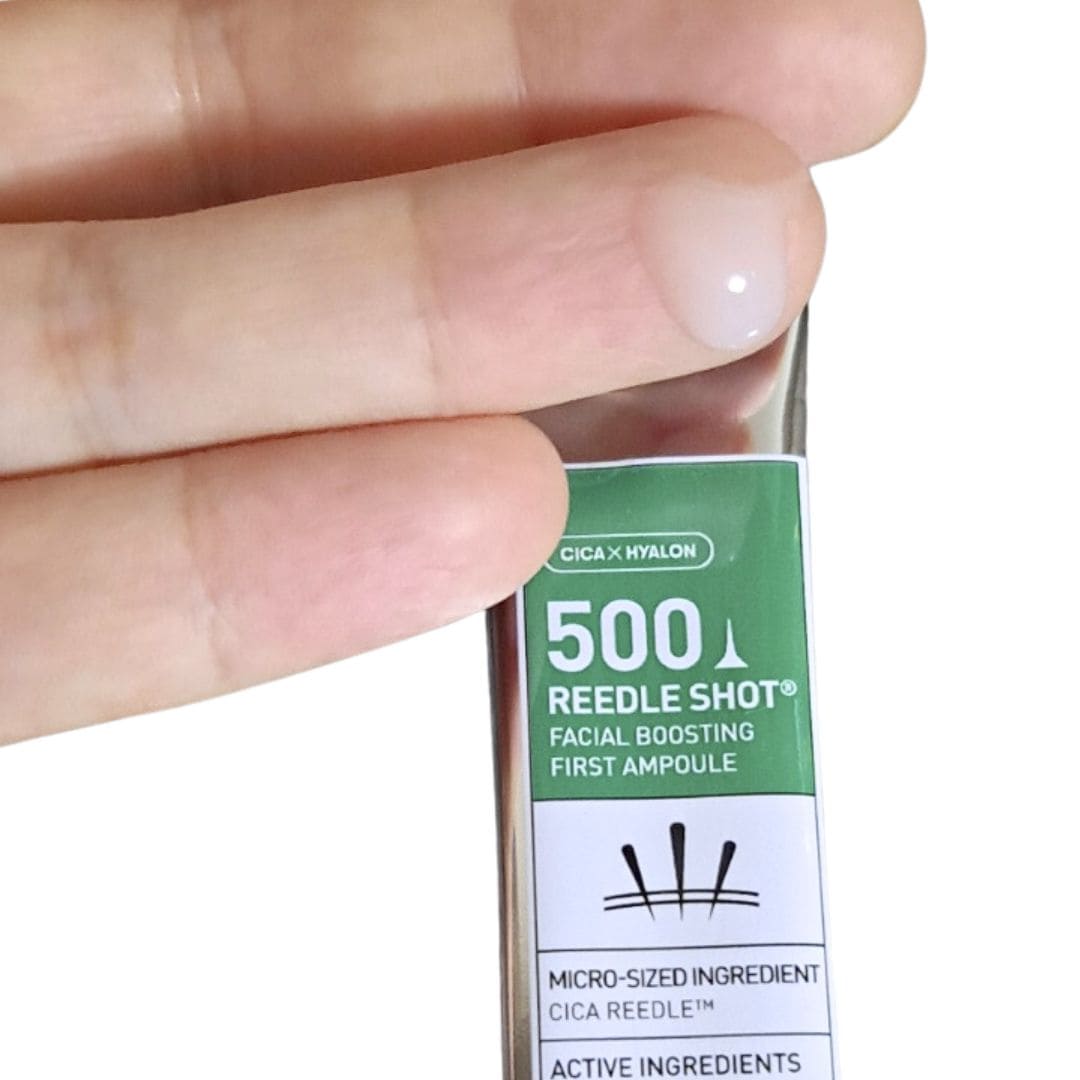 CICA X HYALON
500
REEDLE SHOT®
FACIAL BOOSTING
FIRST AMPOULE
MICRO-SIZED INGREDIENT
CICA REEDLE™
ACTIVE INGREDIENTS